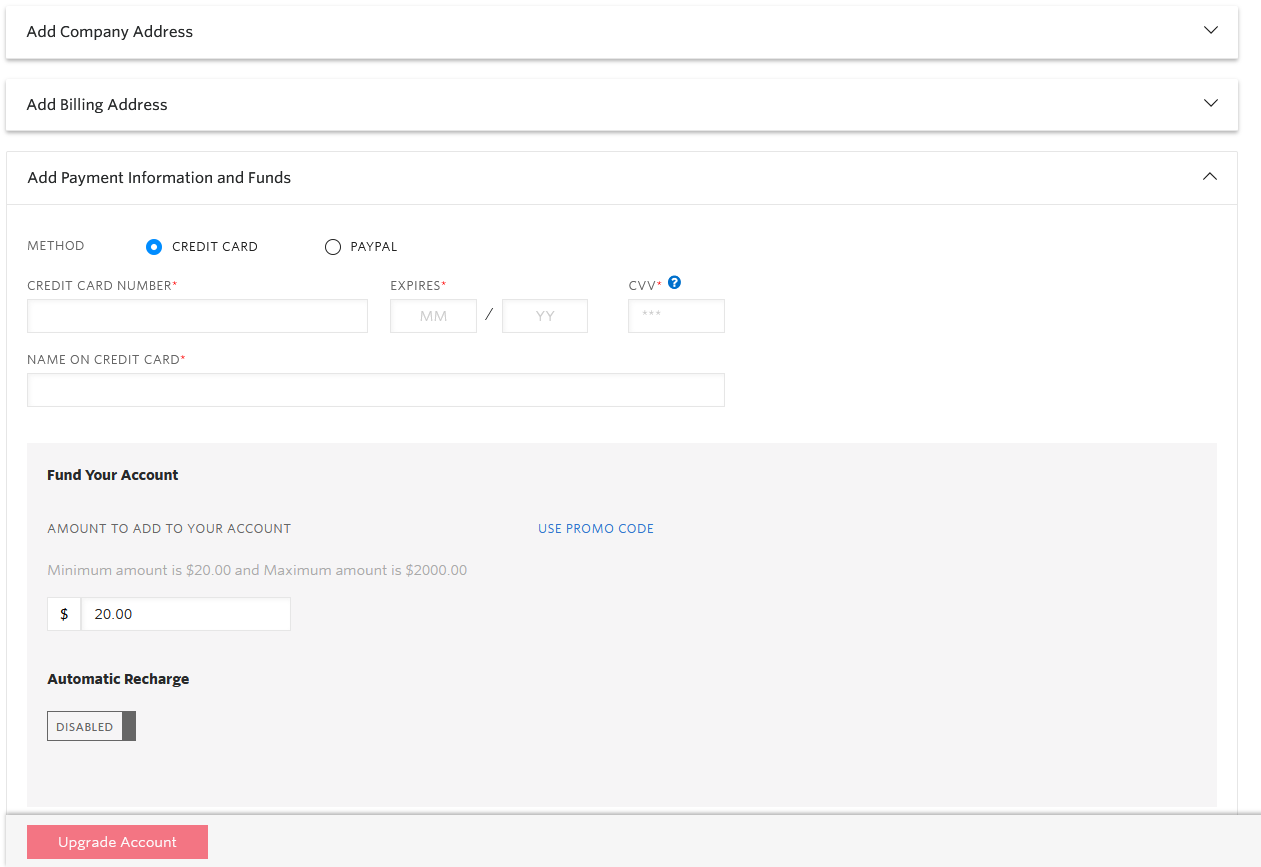 Add Company Address
Add Billing Address
Add Payment Information and Funds
METHOD CREDIT CARD PAYPAL
CREDIT CARD NUMBER* EXPIRES* CVV* ?
MM / YY ***
NAME ON CREDIT CARD*
Fund Your Account
AMOUNT TO ADD TO YOUR ACCOUNT USE PROMO CODE
Minimum amount is $20.00 and Maximum amount is $2000.00
$ 20.00
Automatic Recharge
DISABLED
Upgrade Account